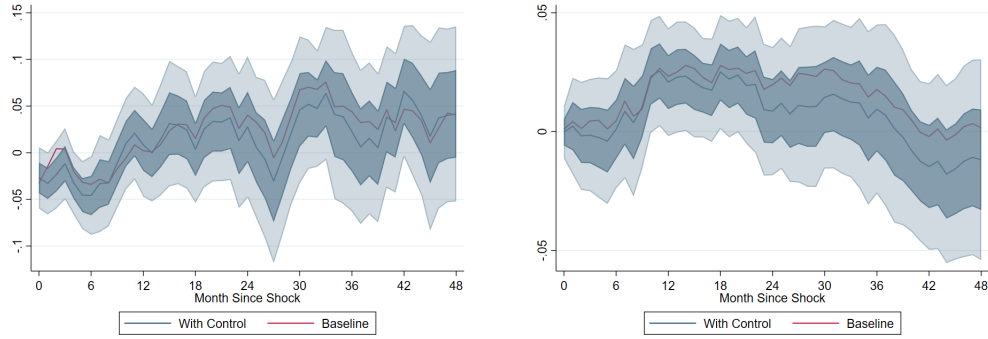 .15
.1
.05
0
-.05
-.1
0 6 12 18 24 30 36 42 48
Month Since Shock
With Control Baseline
.05
0
-.05
0 6 12 18 24 30 36 42 48
Month Since Shock
With Control Baseline